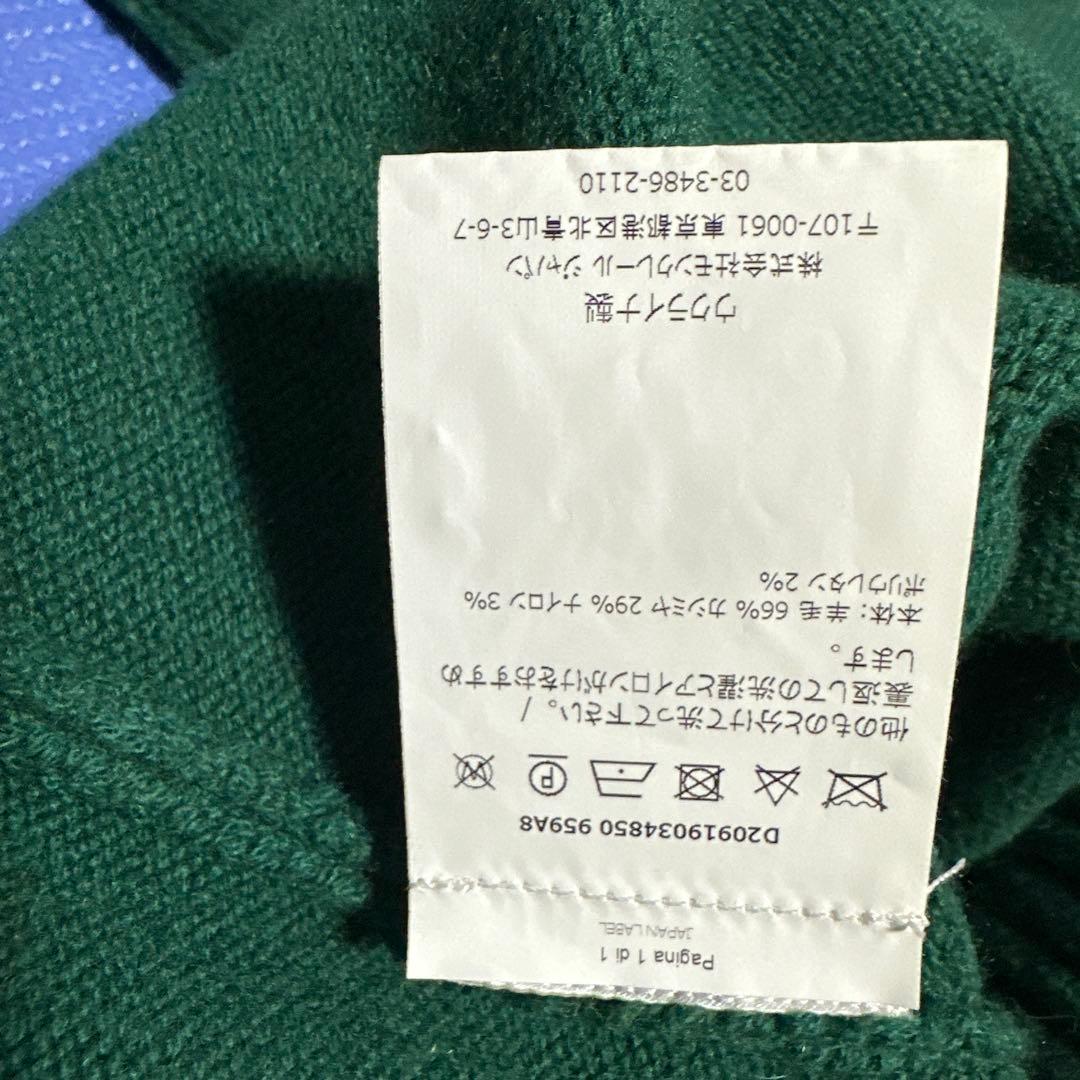 Pagina 1 di 1
JAPAN LABEL
D20919034850 959A8
P
W
他のものと分けて洗って下さい。 /
裏返しての洗濯とアイロンがけをおすすめ
します。
本体: 羊毛 66% カシミヤ 29% ナイロン 3%
ポリウレタン 2%
ウクライナ製
株式会社モンクレール ジャパン
〒107-0061 東京都港区北青山3-6-7
03-3486-2110